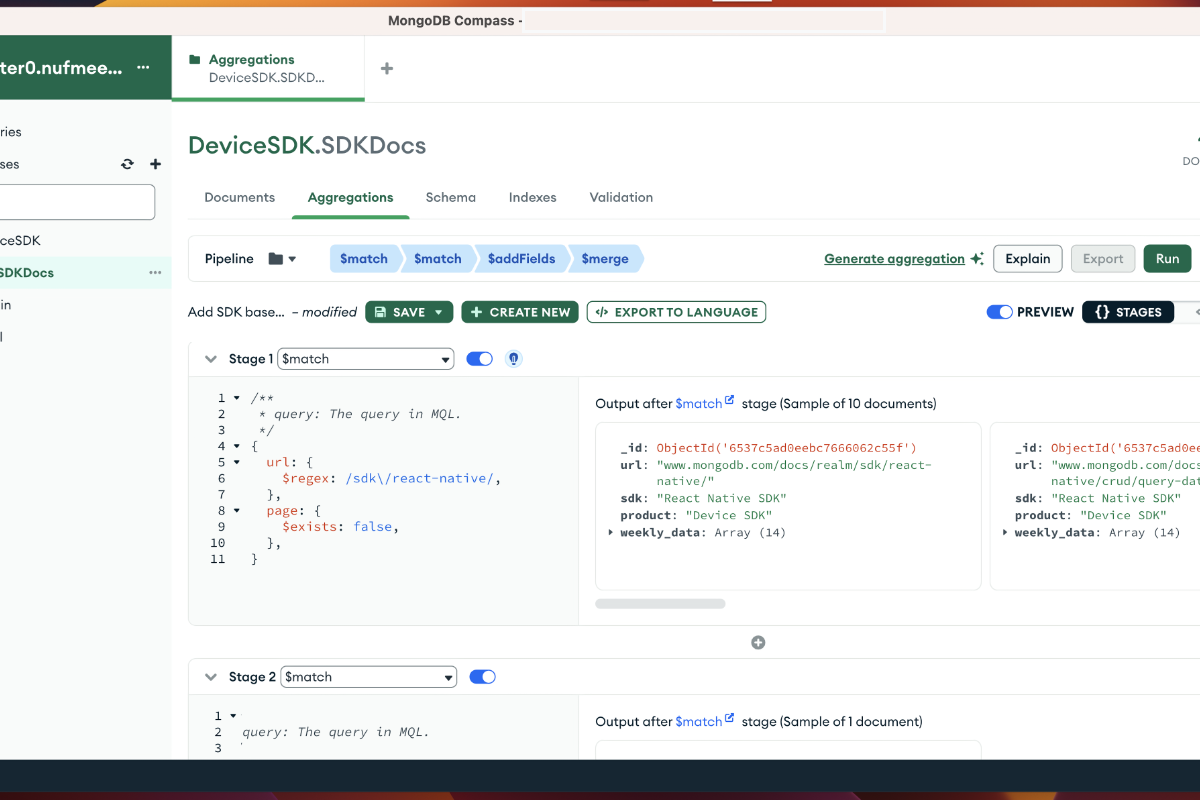 MongoDB Compass -
ter0.nufmee... ...
Aggregations
DeviceSDK.SDKD...
ries
ses
ceSDK
SDKDocs
in
l
DeviceSDK.SDKDocs
DO
Documents Aggregations Schema Indexes Validation
Pipeline $match $match $addFields $merge Generate aggregation Explain Export Run
Add SDK base... – modified SAVE + CREATE NEW </> EXPORT TO LANGUAGE PREVIEW {} STAGES <
Stage 1 $match
1 /**
2 * query: The query in MQL.
3 */
4 {
5 url: {
6 $regex: /sdk\/react-native/,
7 },
8 page: {
9 $exists: false,
10 },
11 }
Output after $match stage (Sample of 10 documents)
_id: ObjectId('6537c5ad0eebc7666062c55f')
url: "www.mongodb.com/docs/realm/sdk/react-
native/"
sdk: "React Native SDK"
product: "Device SDK"
weekly_data: Array (14)
_id: ObjectId('6537c5ad0ee
url: "www.mongodb.com/docs
native/crud/query-dat
sdk: "React Native SDK"
product: "Device SDK"
weekly_data: Array (14)
Stage 2 $match
1
2 query: The query in MQL.
3
Output after $match stage (Sample of 1 document)